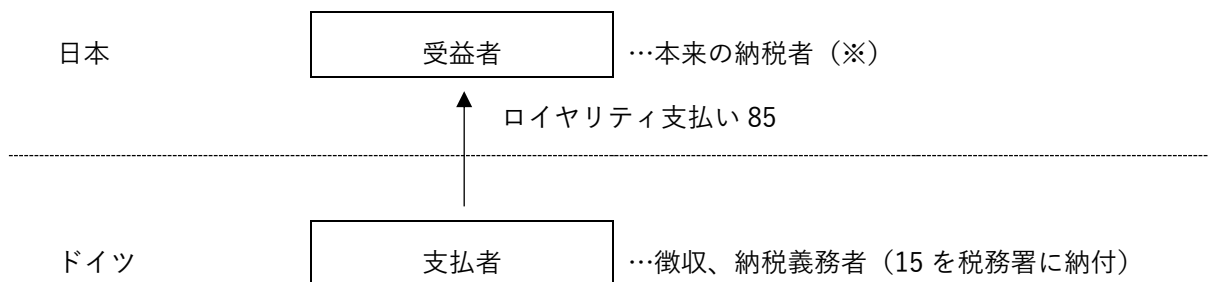 日本 受益者 …本来の納税者（※）
ロイヤリティ支払い 85
ドイツ 支払者 …徴収、納税義務者（15 を税務署に納付）